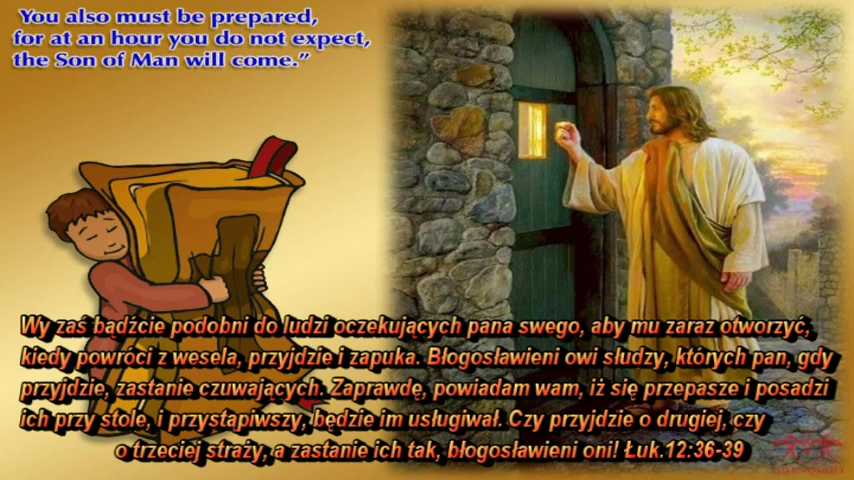 You also must be prepared,
for at an hour you do not expect,
the Son of Man will come.”
Wy zaś bądźcie podobni do ludzi oczekujących pana swego, aby mu zaraz otworzyć,
kiedy powróci z wesela, przyjdzie i zapuka. Błogosławieni owi słudzy, których pan, gdy
przyjdzie, zastanie czuwających. Zaprawdę, powiadam wam, iż się przepasze i posadzi
ich przy stole, i przystąpiwszy, będzie im usługiwał. Czy przyjdzie o drugiej, czy
o trzeciej straży, a zastanie ich tak, błogosławieni oni! Łuk.12:36-39